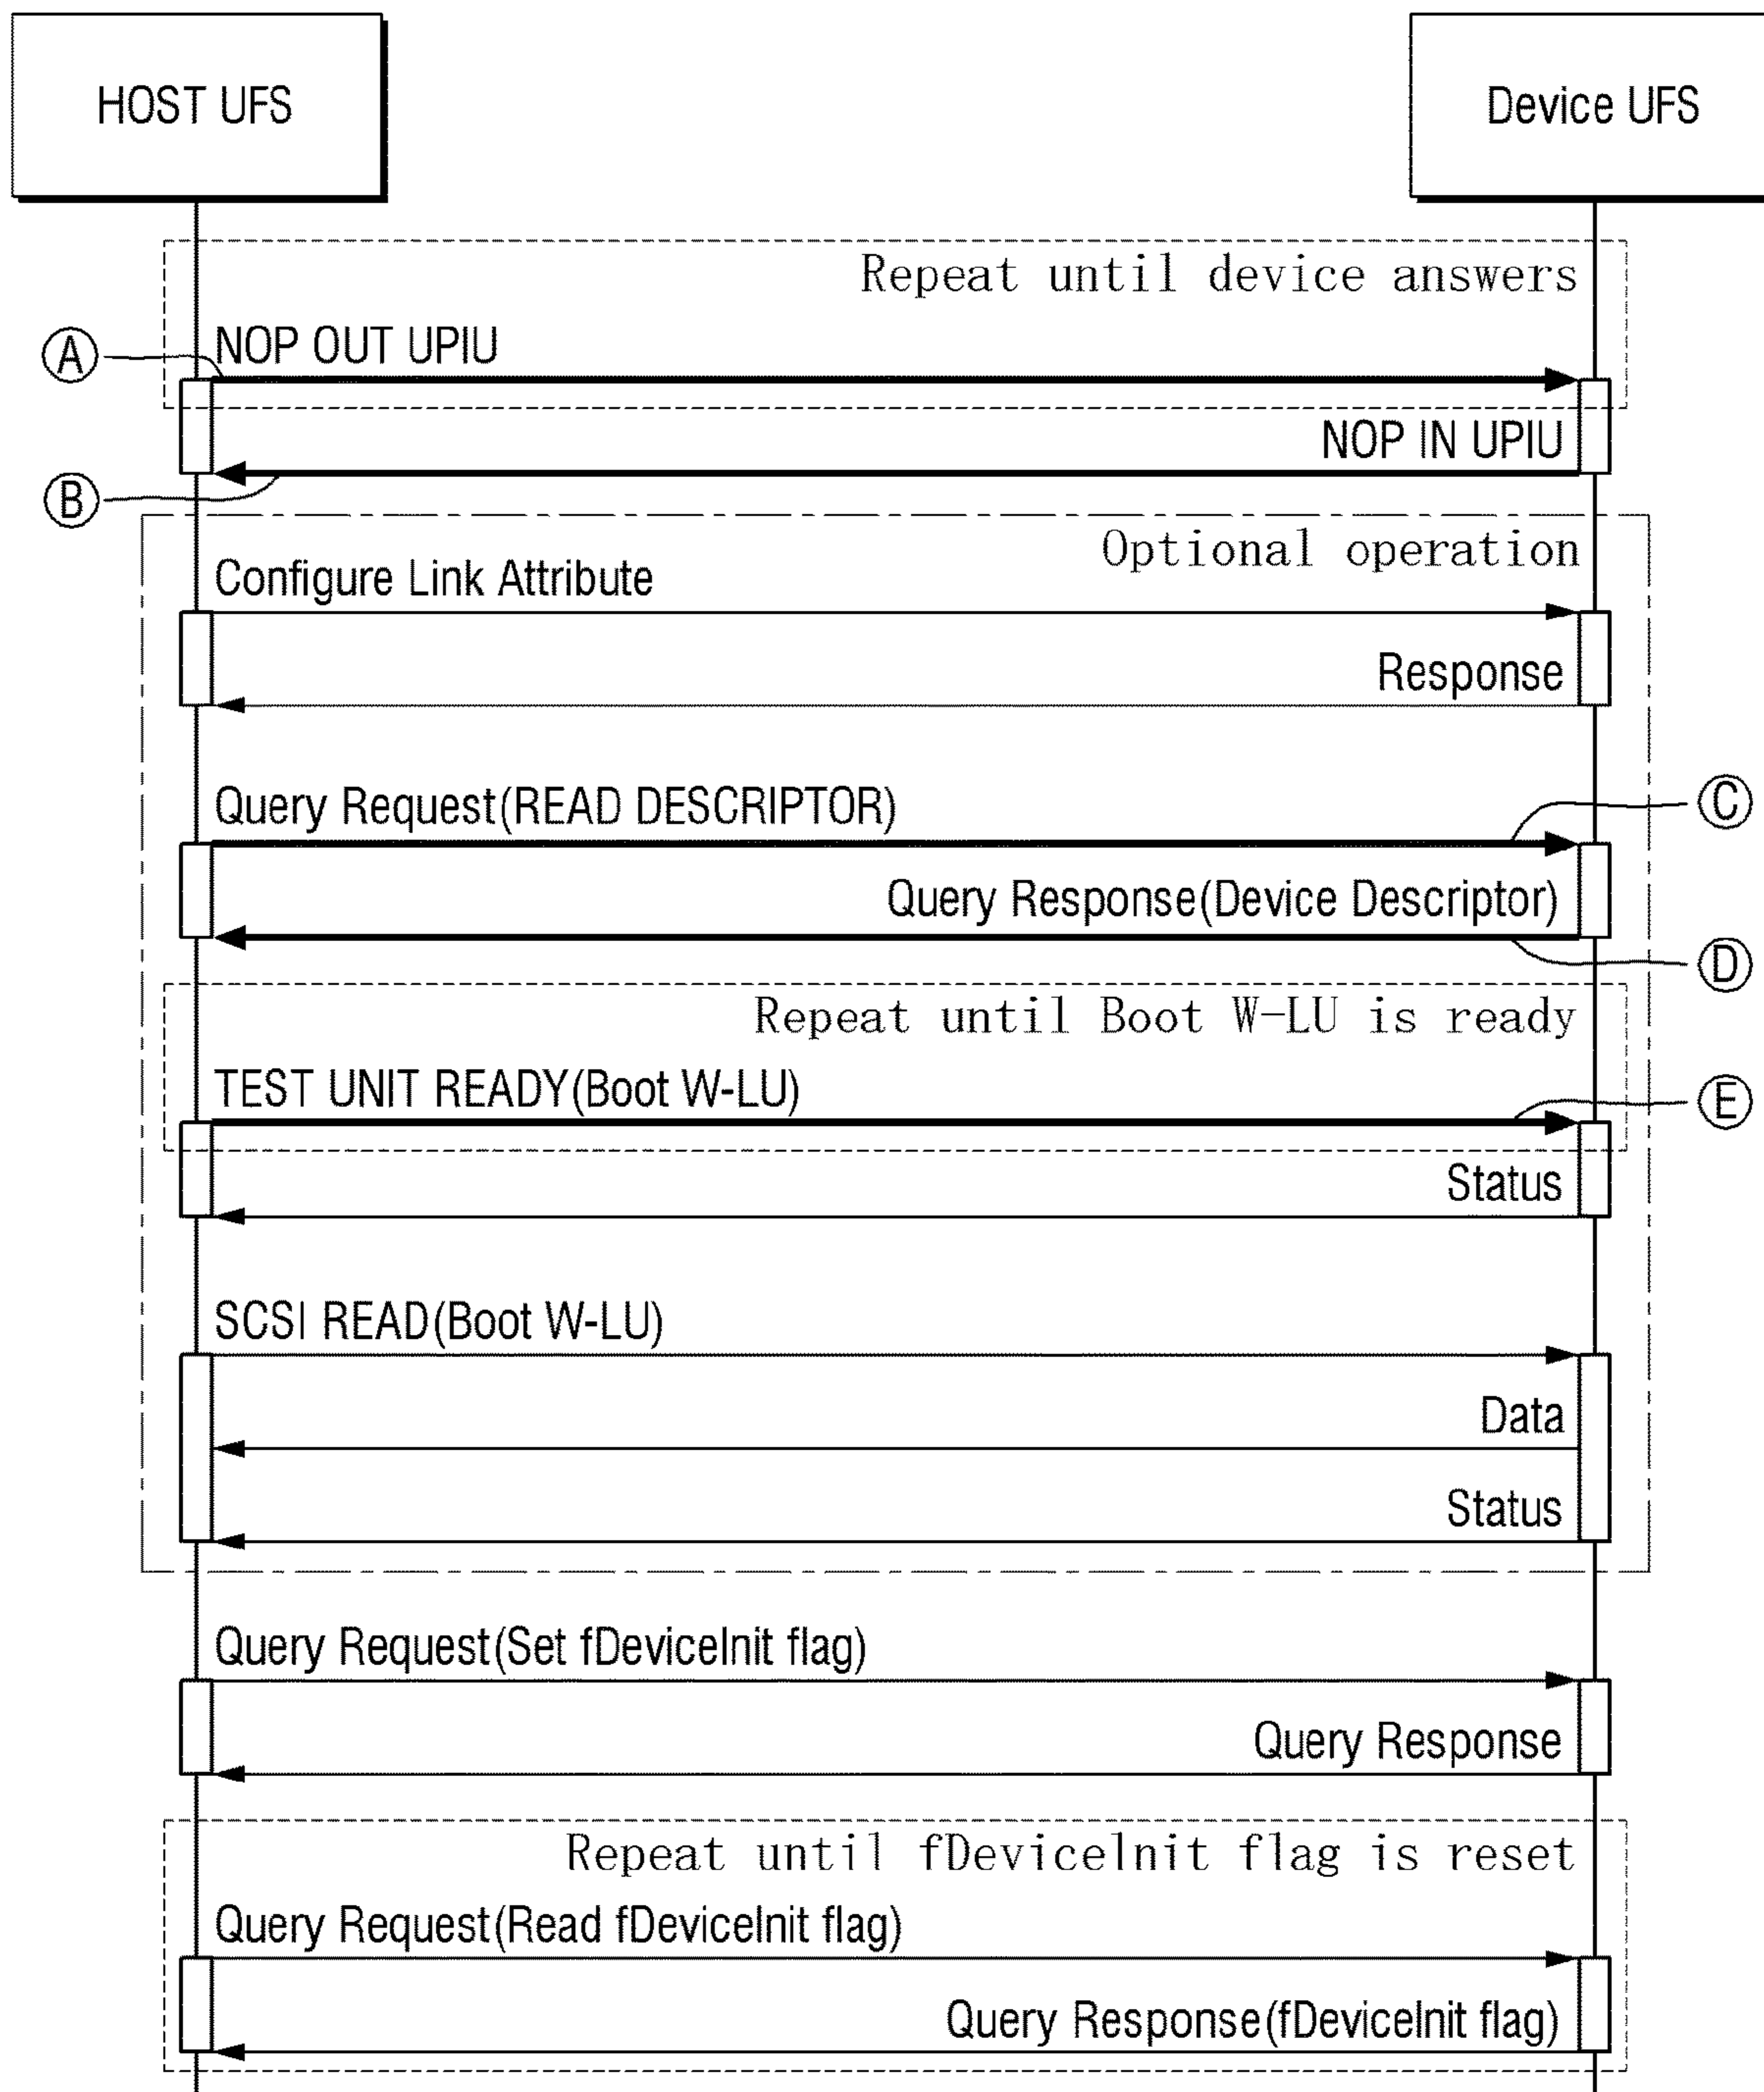 HOST UFS
Device UFS
Repeat until device answers
Ⓐ
NOP OUT UPIU
NOP IN UPIU
Ⓑ
Optional operation
Configure Link Attribute
Response
Query Request(READ DESCRIPTOR)
Ⓒ
Query Response(Device Descriptor)
Ⓓ
Repeat until Boot W-LU is ready
TEST UNIT READY(Boot W-LU)
Ⓔ
Status
SCSI READ(Boot W-LU)
Data
Status
Query Request(Set fDeviceInit flag)
Query Response
Repeat until fDevicelnit flag is reset
Query Request(Read fDeviceInit flag)
Query Response(fDeviceInit flag)